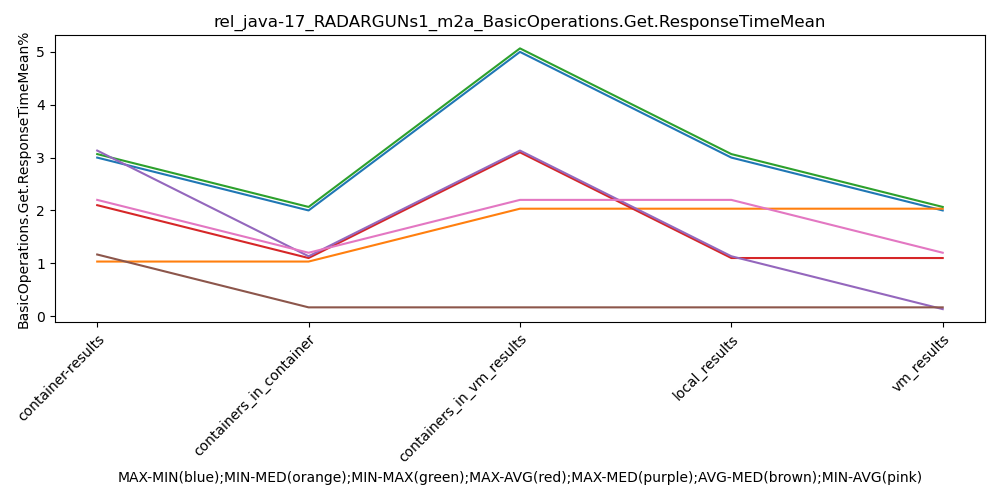 rel_java-17_RADARGUNs1_m2a_BasicOperations.Get.ResponseTimeMean
BasicOperations.Get.ResponseTimeMean%
5
4
3
2
1
0
container-results
containers_in_container
containers_in_vm_results
local_results
vm_results
MAX-MIN(blue);MIN-MED(orange);MIN-MAX(green);MAX-AVG(red);MAX-MED(purple);AVG-MED(brown);MIN-AVG(pink)